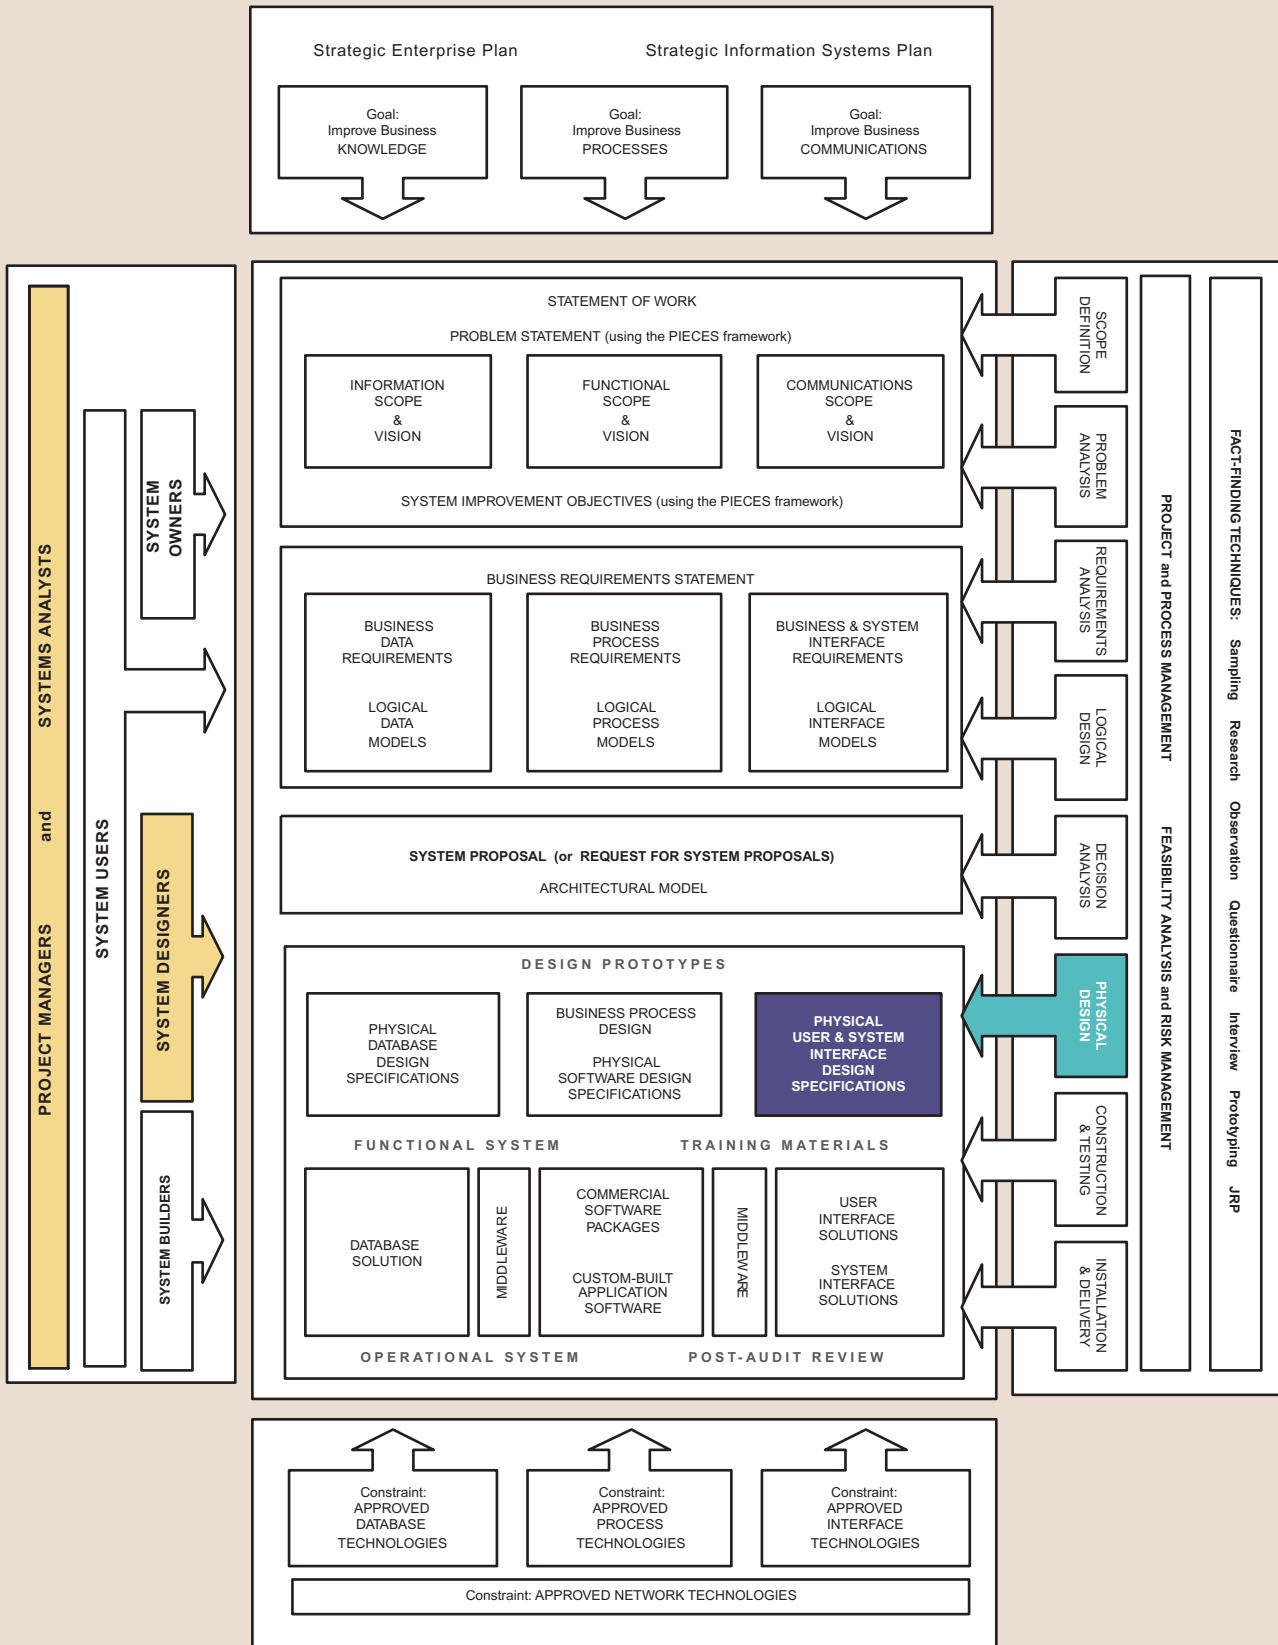 Strategic Enterprise Plan
Strategic Information Systems Plan
Goal:
Improve Business
KNOWLEDGE
Goal:
Improve Business
PROCESSES
Goal:
Improve Business
COMMUNICATIONS
PROJECT MANAGERS and SYSTEMS ANALYSTS
SYSTEM USERS
SYSTEM
OWNERS
SYSTEM DESIGNERS
SYSTEM BUILDERS
STATEMENT OF WORK
PROBLEM STATEMENT (using the PIECES framework)
INFORMATION
SCOPE
&
VISION
FUNCTIONAL
SCOPE
&
VISION
COMMUNICATIONS
SCOPE
&
VISION
SYSTEM IMPROVEMENT OBJECTIVES (using the PIECES framework)
BUSINESS REQUIREMENTS STATEMENT
BUSINESS
DATA
REQUIREMENTS
LOGICAL
DATA
MODELS
BUSINESS
PROCESS
REQUIREMENTS
LOGICAL
PROCESS
MODELS
BUSINESS & SYSTEM
INTERFACE
REQUIREMENTS
LOGICAL
INTERFACE
MODELS
SYSTEM PROPOSAL (or REQUEST FOR SYSTEM PROPOSALS)
ARCHITECTURAL MODEL
DESIGN PROTOTYPES
PHYSICAL
DATABASE
DESIGN
SPECIFICATIONS
BUSINESS PROCESS
DESIGN
PHYSICAL
SOFTWARE DESIGN
SPECIFICATIONS
PHYSICAL
USER & SYSTEM
INTERFACE
DESIGN
SPECIFICATIONS
FUNCTIONAL SYSTEM
TRAINING MATERIALS
DATABASE
SOLUTION
MIDDLEWARE
COMMERCIAL
SOFTWARE
PACKAGES
CUSTOM-BUILT
APPLICATION
SOFTWARE
MIDDLEWARE
USER
INTERFACE
SOLUTIONS
SYSTEM
INTERFACE
SOLUTIONS
OPERATIONAL SYSTEM
POST-AUDIT REVIEW
SCOPE
DEFINITION
PROBLEM
ANALYSIS
REQUIREMENTS
ANALYSIS
LOGICAL
DESIGN
DECISION
ANALYSIS
PHYSICAL
DESIGN
CONSTRUCTION
& TESTING
INSTALLATION
& DELIVERY
PROJECT and PROCESS MANAGEMENT FEASIBILITY ANALYSIS and RISK MANAGEMENT
FACT-FINDING TECHNIQUES: Sampling Research Observation Questionnaire Interview Prototyping JRP
Constraint:
APPROVED
DATABASE
TECHNOLOGIES
Constraint:
APPROVED
PROCESS
TECHNOLOGIES
Constraint:
APPROVED
INTERFACE
TECHNOLOGIES
Constraint: APPROVED NETWORK TECHNOLOGIES